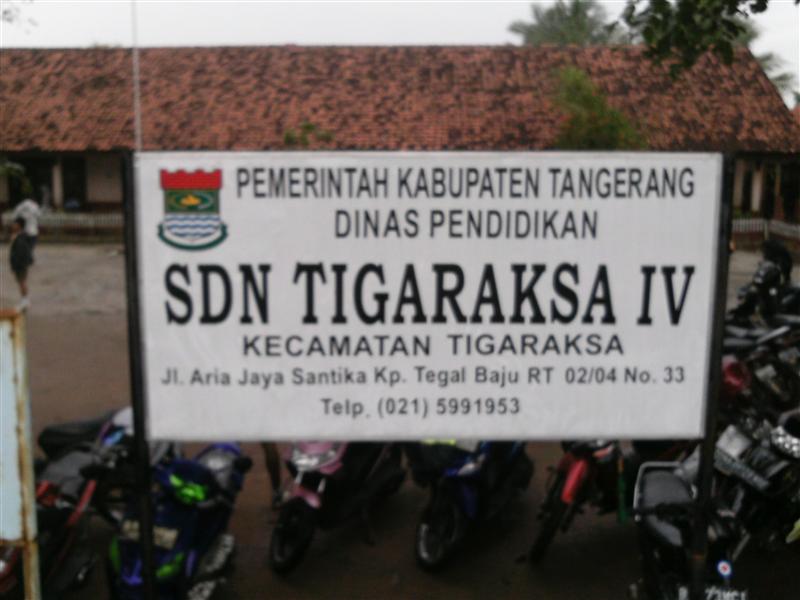 PEMERINTAH KABUPATEN TANGERANG
DINAS PENDIDIKAN
SDN TIGARAKSA IV
KECAMATAN TIGARAKSA
Jl. Aria Jaya Santika Kp. Tegal Baju RT 02/04 No. 33
Telp. (021) 5991953